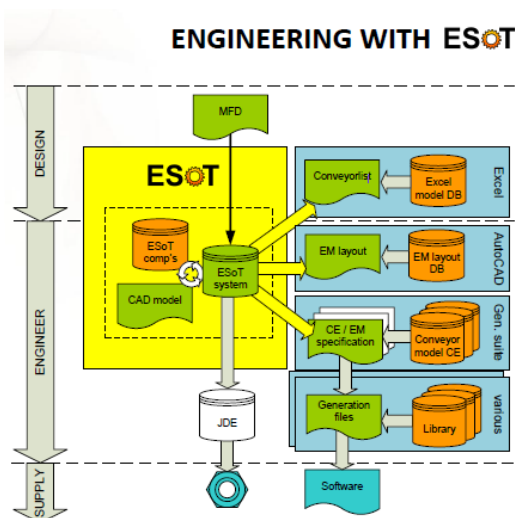 ENGINEERING WITH ESoT
DESIGN
MFD
ESoT
Conveyorlist
Excel
model DB
Excel
ESoT
comp's
ESoT
system
CAD model
EM layout
EM layout
DB
AutoCAD
ENGINEER
CE / EM
specification
Conveyor
model CE
Gen. suite
JDE
Generation
files
Library
various
SUPPLY
Software